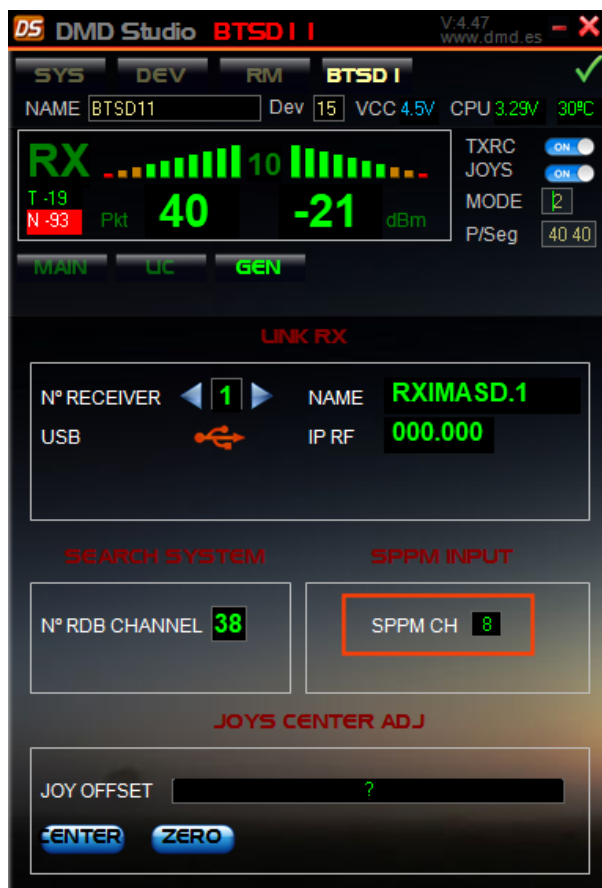 DS DMD Studio BTSD11 V:4.47
www.dmd.es
SYS DEV RM BTSD I
NAME BTSD11 Dev 15 VCC 4.5V CPU 3.29V 30ºC
RX 10
T -19
N -93 Pkt 40 -21 dBm
TXRC ON
JOYS ON
MODE 2
P/Seg 40 40
MAIN LIC GEN
LINK RX
Nº RECEIVER 1 NAME RXIMASD.1
USB IP RF 000.000
SEARCH SYSTEM SPPM INPUT
Nº RDB CHANNEL 38 SPPM CH 8
JOYS CENTER ADJ
JOY OFFSET ?
CENTER ZERO